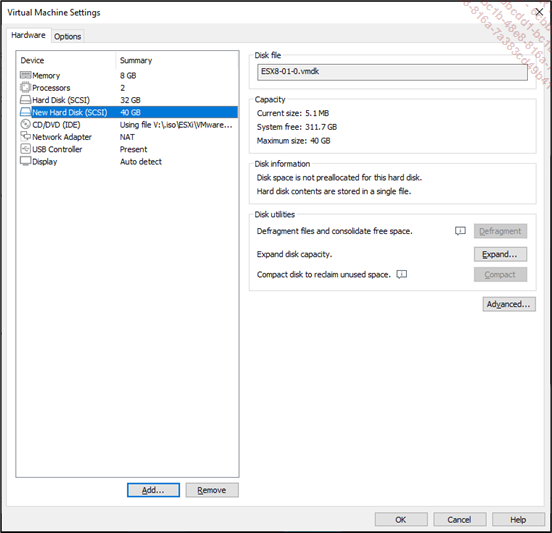 Virtual Machine Settings
Hardware
Options
Device Summary
Memory 8 GB
Processors 2
Hard Disk (SCSI) 32 GB
New Hard Disk (SCSI) 40 GB
CD/DVD (IDE) Using file V:\.iso\ESXi\VMware...
Network Adapter NAT
USB Controller Present
Display Auto detect
Add...
Remove
Disk file
ESX8-01-0.vmdk
Capacity
Current size: 5.1 MB
System free: 311.7 GB
Maximum size: 40 GB
Disk information
Disk space is not preallocated for this hard disk.
Hard disk contents are stored in a single file.
Disk utilities
Defragment files and consolidate free space.
Defragment
Expand disk capacity.
Expand...
Compact disk to reclaim unused space.
Compact
Advanced...
OK
Cancel
Help